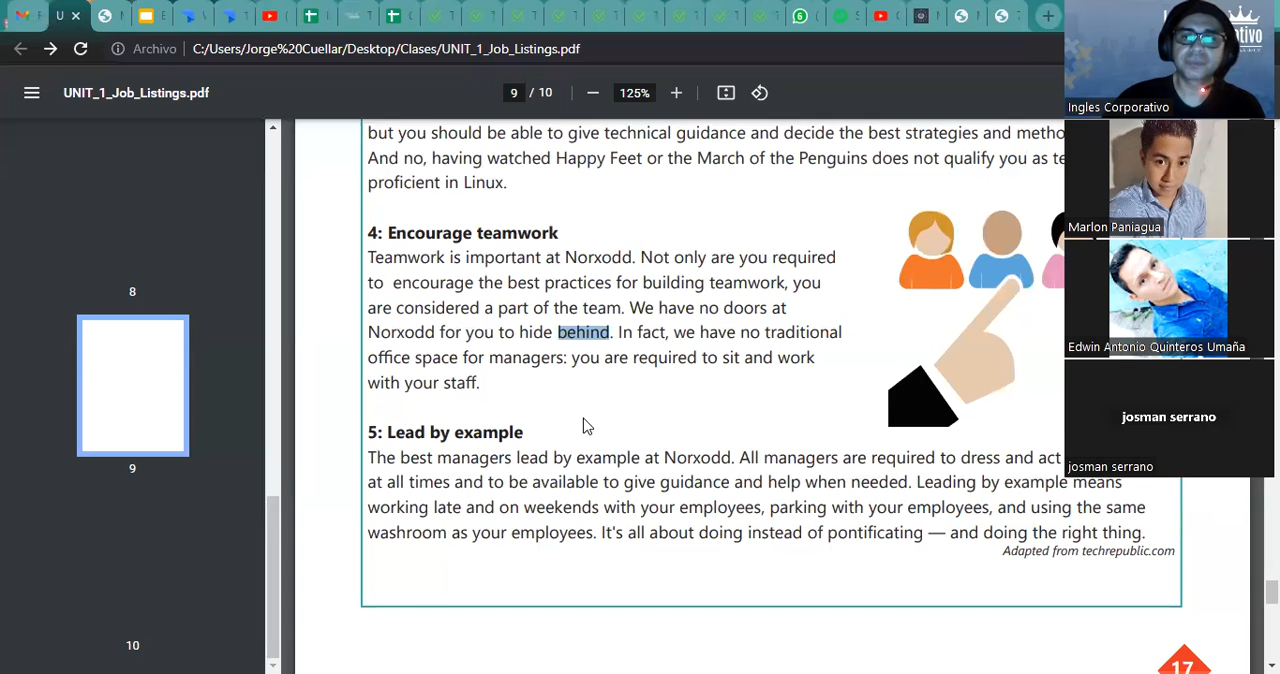 Archivo
C:/Users/Jorge%20Cuellar/Desktop/Clases/UNIT_1_Job_Listings.pdf
UNIT_1_Job_Listings.pdf
9 / 10
125%
Ingles Corporativo
Marlon Paniagua
Edwin Antonio Quinteros Umaña
josman serrano
josman serrano
8
9
10
but you should be able to give technical guidance and decide the best strategies and metho
And no, having watched Happy Feet or the March of the Penguins does not qualify you as te
proficient in Linux.
4: Encourage teamwork
Teamwork is important at Norxodd. Not only are you required
to encourage the best practices for building teamwork, you
are considered a part of the team. We have no doors at
Norxodd for you to hide behind. In fact, we have no traditional
office space for managers: you are required to sit and work
with your staff.
5: Lead by example
The best managers lead by example at Norxodd. All managers are required to dress and act
at all times and to be available to give guidance and help when needed. Leading by example means
working late and on weekends with your employees, parking with your employees, and using the same
washroom as your employees. It's all about doing instead of pontificating — and doing the right thing.
Adapted from techrepublic.com
17